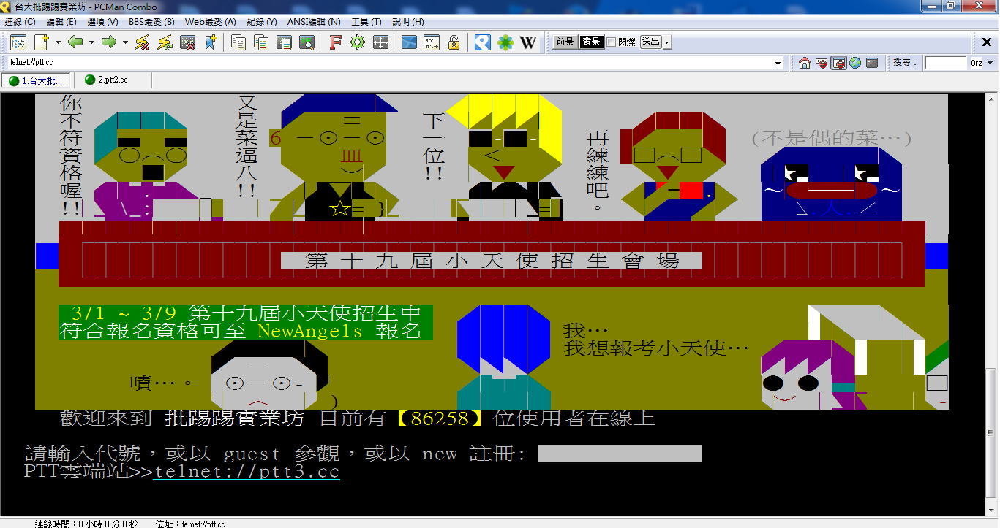 台大批踢踢實業坊 - PCMan Combo
連線 (C) 編輯 (E) 選項 (V) BBS最愛 (B) Web最愛 (A) 紀錄 (Y) ANSI編輯 (N) 工具 (T) 說明 (H)
前景 背景 閃爍 送出
telnet://ptt.cc
搜尋： Orz
1.台大批... 2.ptt2.cc
你不符資格喔!!
又是菜逼八!!
下一位!!
再練練吧。
(不是偶的菜…)
第十九屆小天使招生會場
3/1 ~ 3/9 第十九屆小天使招生中
符合報名資格可至 NewAngels 報名
我…
我想報考小天使…
噴…。
歡迎來到 批踢踢實業坊 目前有【86258】位使用者在線上
請輸入代號，或以 guest 參觀，或以 new 註冊:
PTT雲端站>>telnet://ptt3.cc
連線時間：0 小時 0 分 8 秒 位址：telnet://ptt.cc